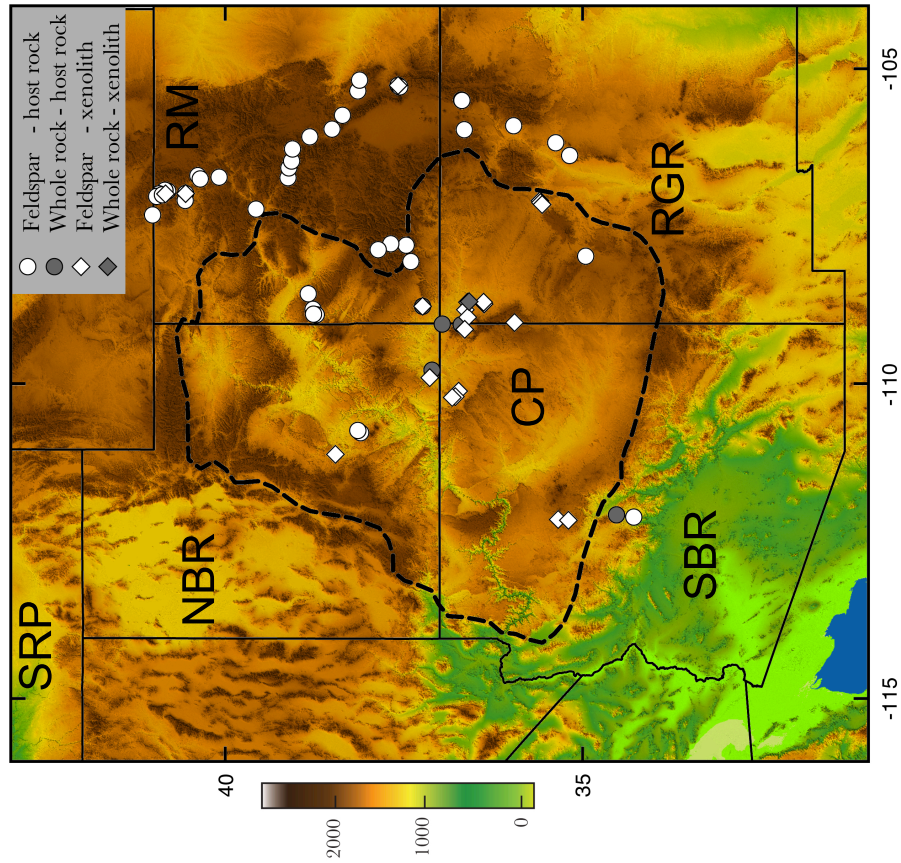 Feldspar - host rock
Whole rock - host rock
Feldspar - xenolith
Whole rock - xenolith
SRP
NBR
RM
CP
RGR
SBR
40
35
-115
-110
-105
2000
1000
0